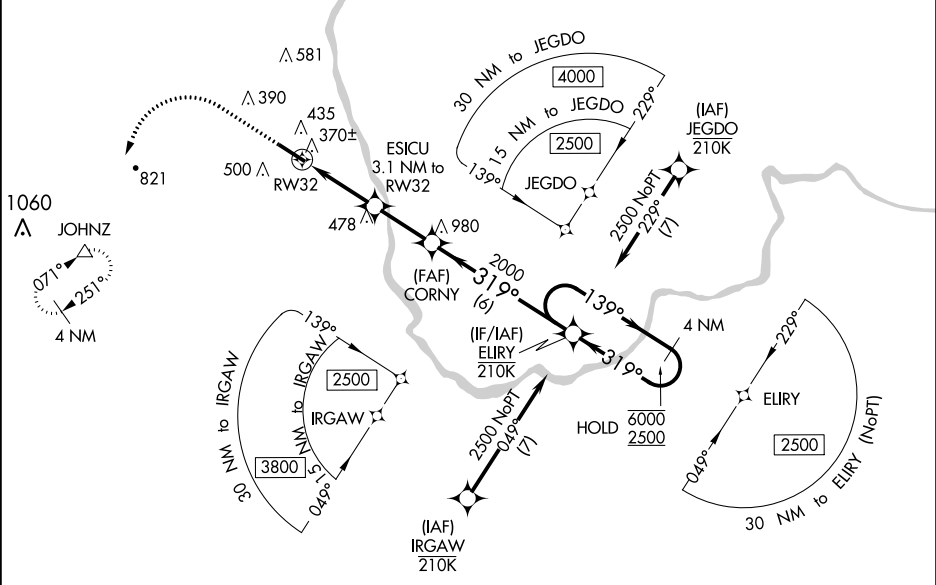 581
390
435
370±
500
RW32
821
1060
JOHNZ
071°
251°
4 NM
ESICU
3.1 NM to
RW32
478
980
(FAF)
CORNY
2000
319°
(6)
30 NM to JEGDO
4000
15 NM to JEGDO
2500
229°
139°
JEGDO
(IAF)
JEGDO
210K
2500 NoPT
229°
(7)
139°
4 NM
319°
(IF/IAF)
ELIRY
210K
HOLD
6000
2500
2500 NoPT
049°
(7)
(IAF)
IRGAW
210K
30 NM to IRGAW
139°
15 NM to IRGAW
2500
IRGAW
3800
049°
229°
ELIRY
2500
049°
30 NM to ELIRY (NoPT)